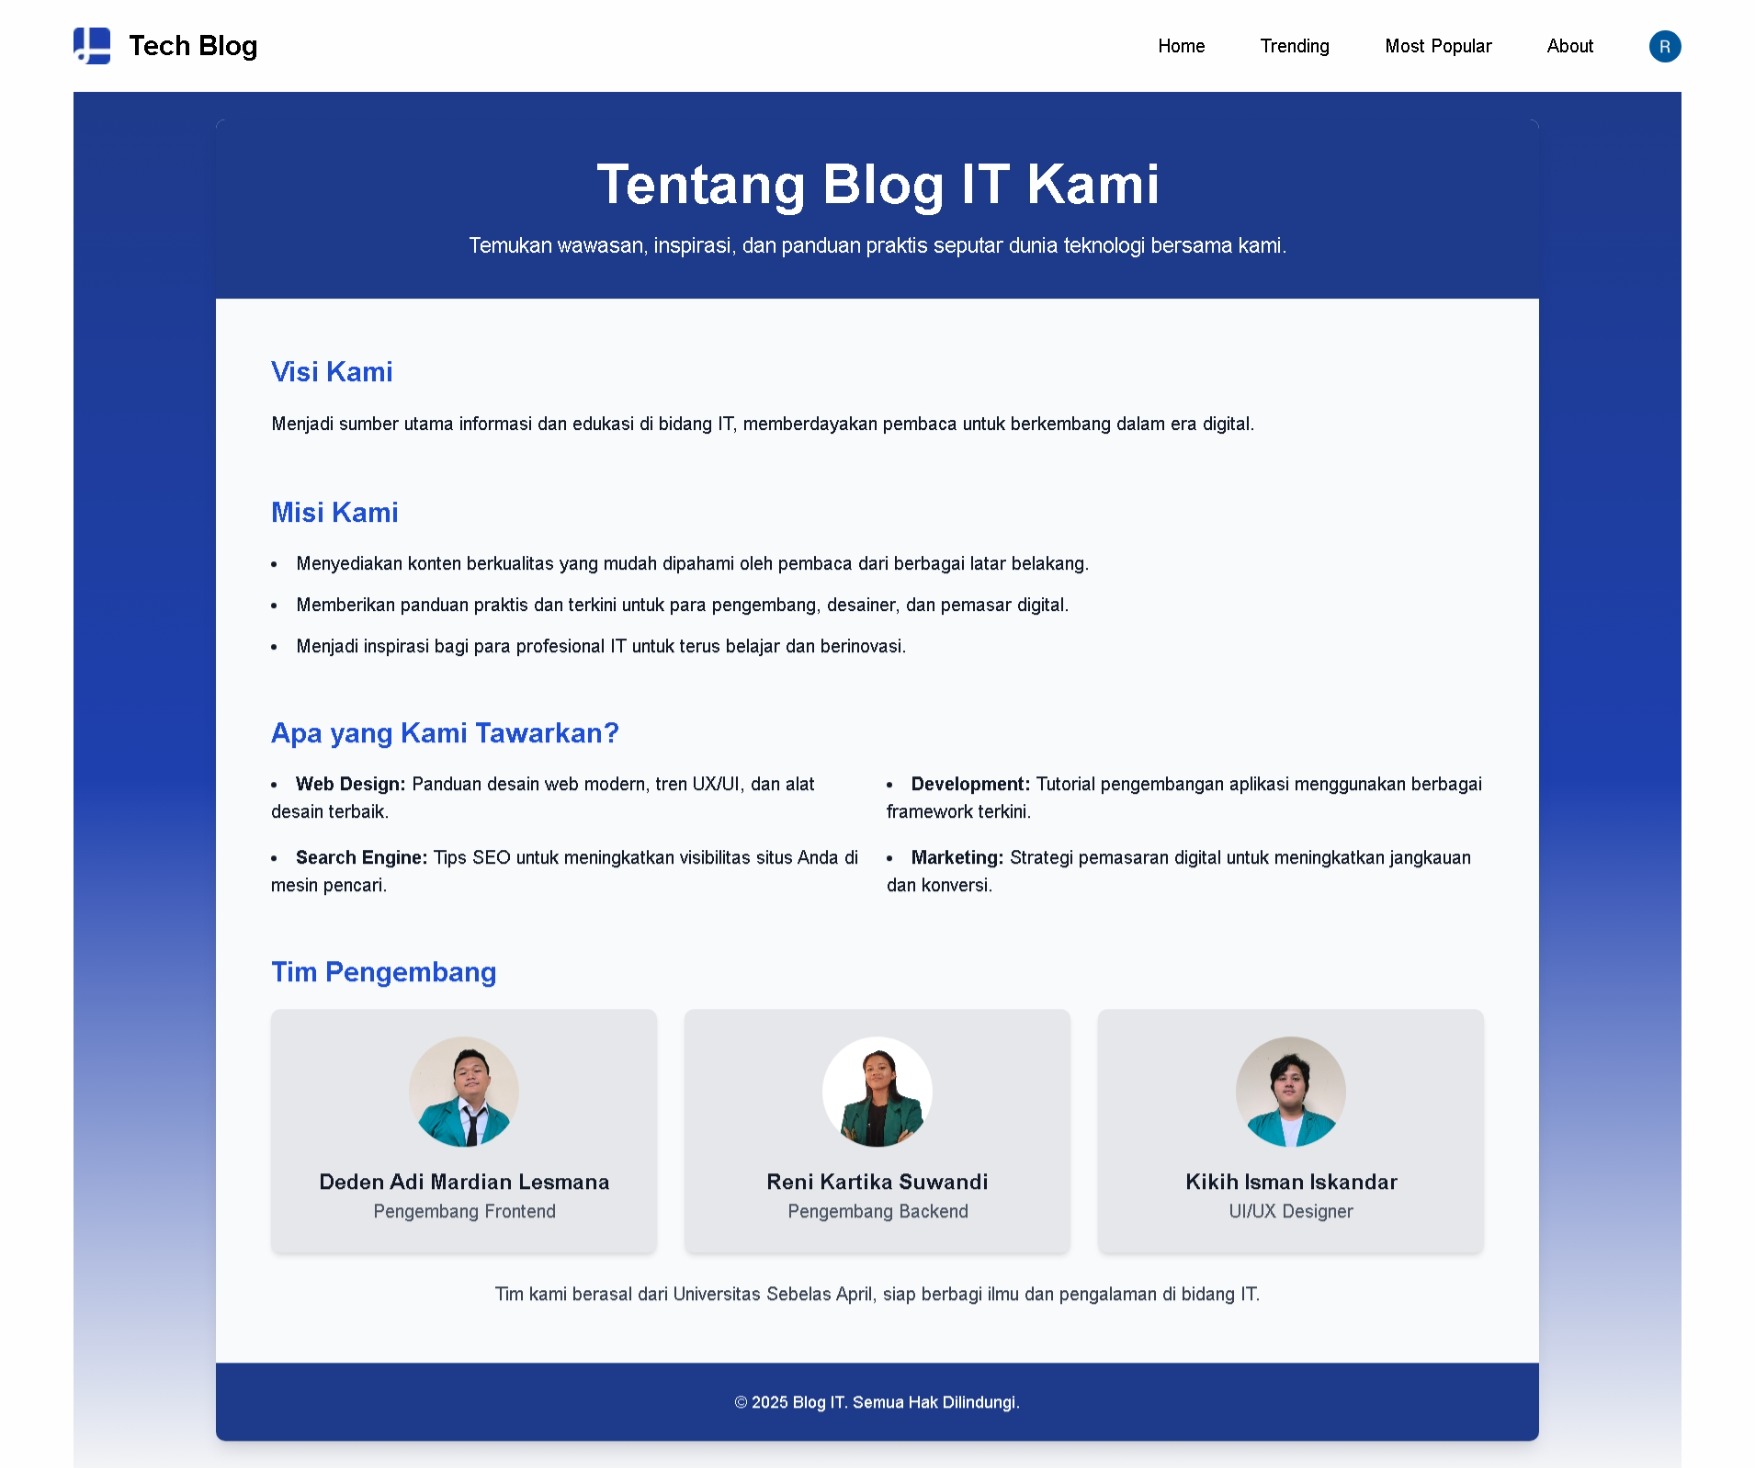 Tech Blog
Home
Trending
Most Popular
About
R
Tentang Blog IT Kami
Temukan wawasan, inspirasi, dan panduan praktis seputar dunia teknologi bersama kami.
Visi Kami
Menjadi sumber utama informasi dan edukasi di bidang IT, memberdayakan pembaca untuk berkembang dalam era digital.
Misi Kami
• Menyediakan konten berkualitas yang mudah dipahami oleh pembaca dari berbagai latar belakang.
• Memberikan panduan praktis dan terkini untuk para pengembang, desainer, dan pemasar digital.
• Menjadi inspirasi bagi para profesional IT untuk terus belajar dan berinovasi.
Apa yang Kami Tawarkan?
• Web Design: Panduan desain web modern, tren UX/UI, dan alat
desain terbaik.
• Development: Tutorial pengembangan aplikasi menggunakan berbagai
framework terkini.
• Search Engine: Tips SEO untuk meningkatkan visibilitas situs Anda di
mesin pencari.
• Marketing: Strategi pemasaran digital untuk meningkatkan jangkauan
dan konversi.
Tim Pengembang
Deden Adi Mardian Lesmana
Pengembang Frontend
Reni Kartika Suwandi
Pengembang Backend
Kikih Isman Iskandar
UI/UX Designer
Tim kami berasal dari Universitas Sebelas April, siap berbagi ilmu dan pengalaman di bidang IT.
© 2025 Blog IT. Semua Hak Dilindungi.